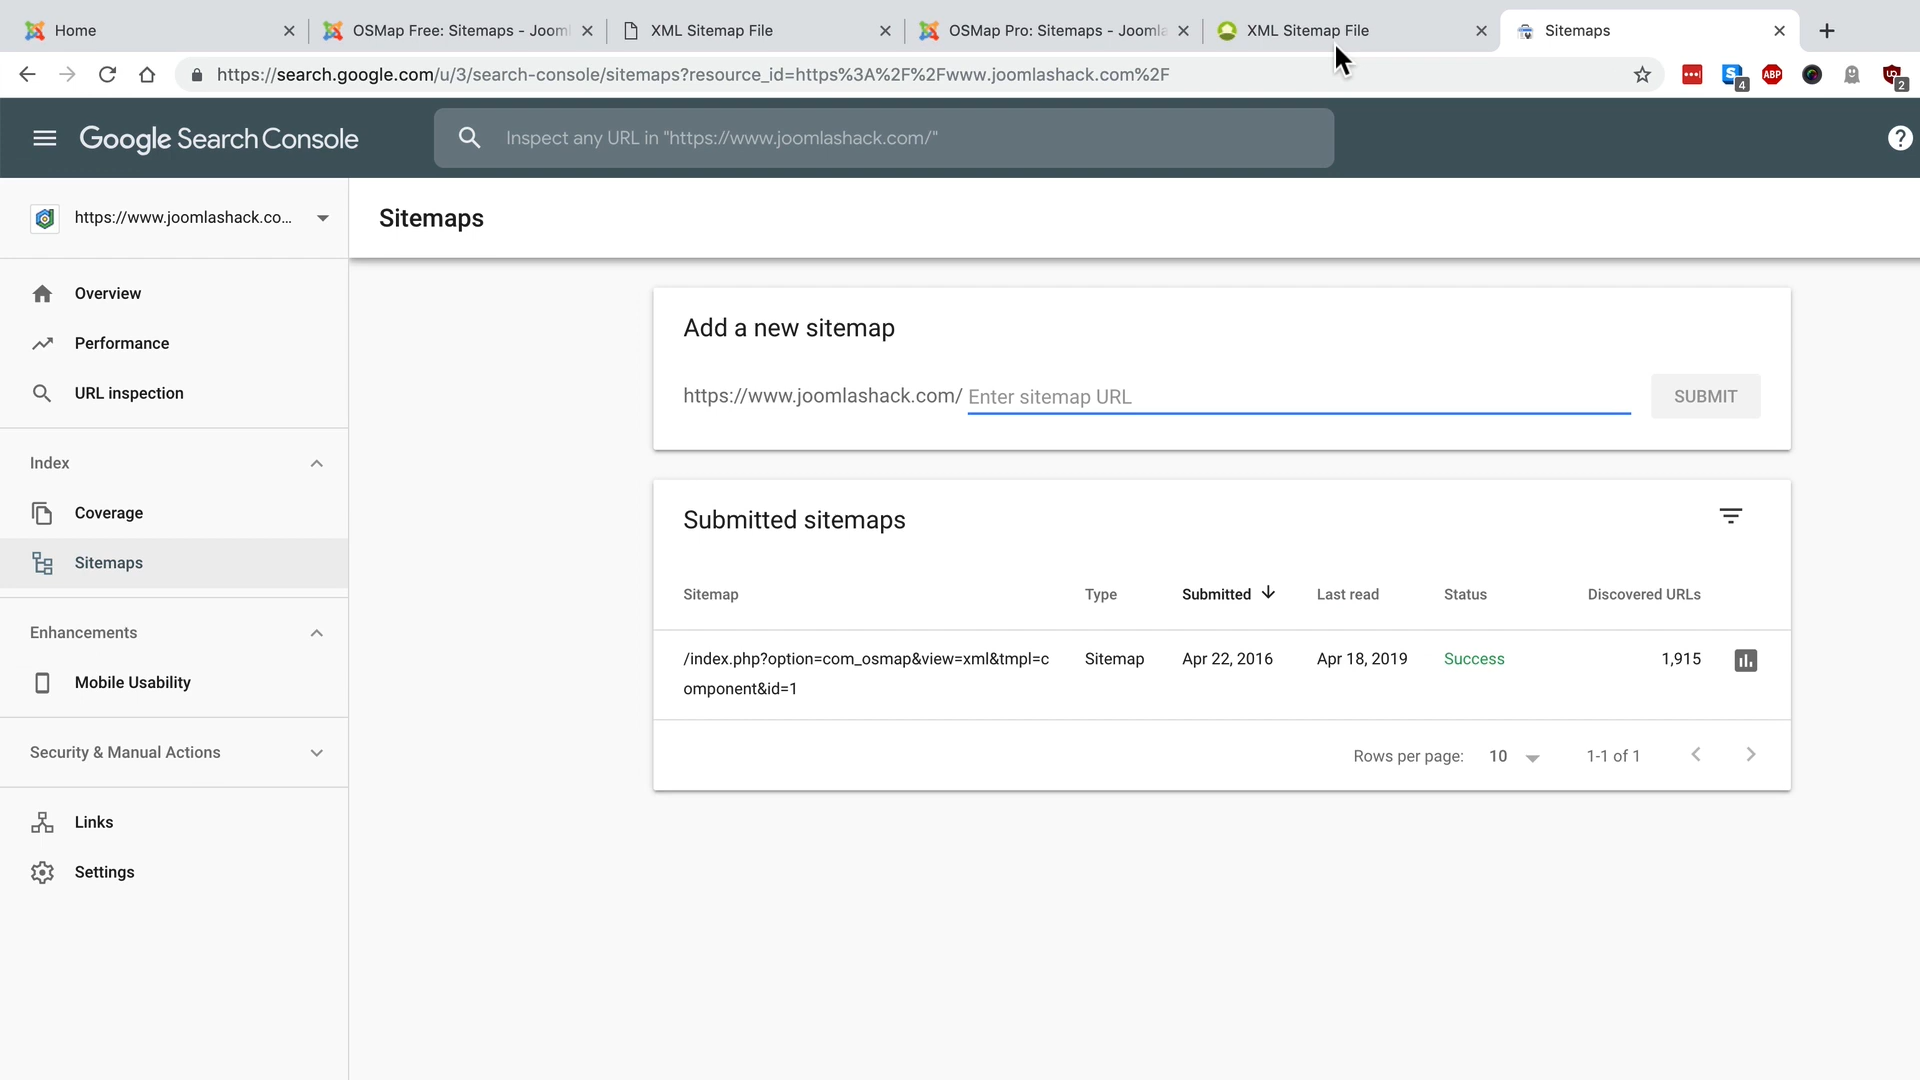 Home
OSMap Free: Sitemaps - Jooml
XML Sitemap File
OSMap Pro: Sitemaps - Joomla
XML Sitemap File
Sitemaps
https://search.google.com/u/3/search-console/sitemaps?resource_id=https%3A%2F%2Fwww.joomlashack.com%2F
S
4
ABP
2
Google Search Console
Inspect any URL in "https://www.joomlashack.com/"
?
https://www.joomlashack.co...
Sitemaps
Overview
Performance
URL inspection
Index
Coverage
Sitemaps
Enhancements
Mobile Usability
Security & Manual Actions
Links
Settings
Add a new sitemap
https://www.joomlashack.com/ Enter sitemap URL
SUBMIT
Submitted sitemaps
Sitemap Type Submitted Last read Status Discovered URLs
/index.php?option=com_osmap&view=xml&tmpl=c Sitemap Apr 22, 2016 Apr 18, 2019 Success 1,915
omponent&id=1
Rows per page: 10 1-1 of 1